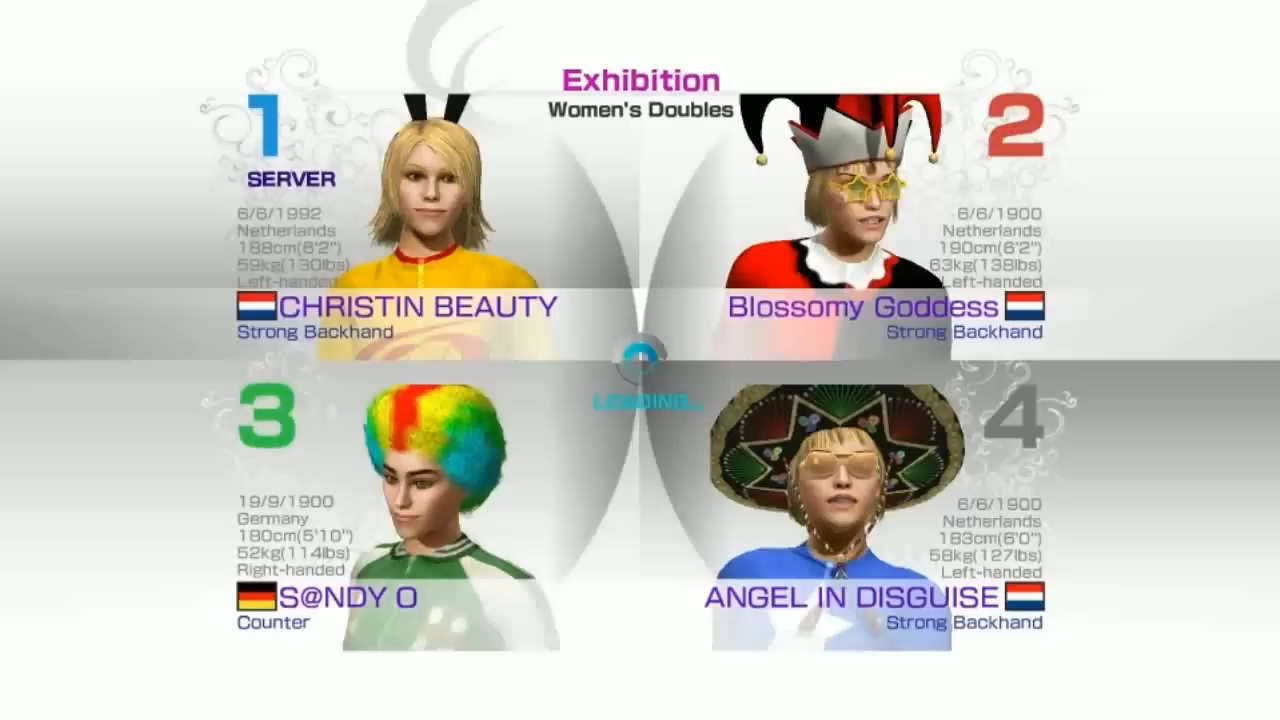 Exhibition
Women's Doubles
1
SERVER
6/6/1992
Netherlands
188cm(6'2")
59kg(130lbs)
Left-handed
CHRISTIN BEAUTY
Strong Backhand
2
6/6/1900
Netherlands
190cm(6'2")
63kg(138lbs)
Left-handed
Blossomy Goddess
Strong Backhand
LOADING...
3
19/9/1900
Germany
180cm(5'10")
52kg(114lbs)
Right-handed
S@NDY O
Counter
4
6/6/1900
Netherlands
183cm(6'0")
58kg(127lbs)
Left-handed
ANGEL IN DISGUISE
Strong Backhand